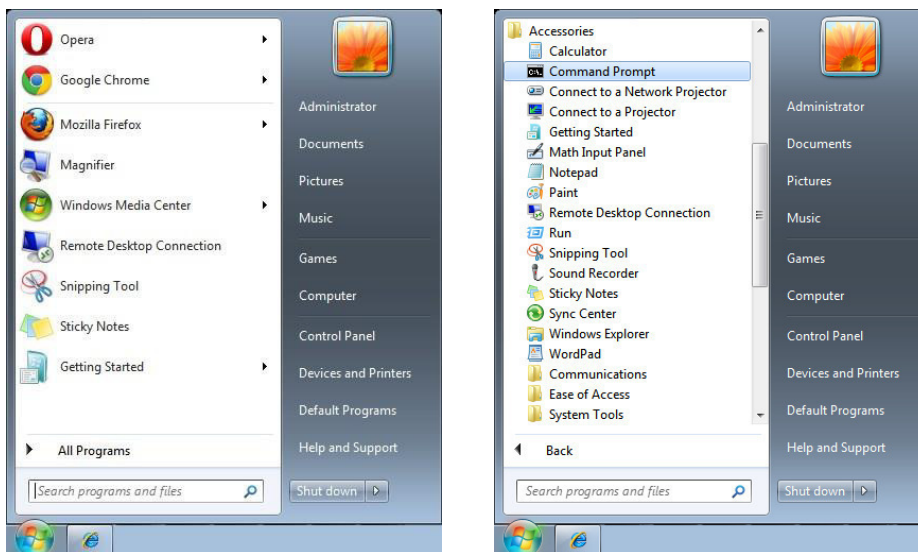 Opera
Google Chrome
Mozilla Firefox
Magnifier
Windows Media Center
Remote Desktop Connection
Snipping Tool
Sticky Notes
Getting Started
All Programs
Search programs and files
Administrator
Documents
Pictures
Music
Games
Computer
Control Panel
Devices and Printers
Default Programs
Help and Support
Shut down
Accessories
Calculator
Command Prompt
Connect to a Network Projector
Connect to a Projector
Getting Started
Math Input Panel
Notepad
Paint
Remote Desktop Connection
Run
Snipping Tool
Sound Recorder
Sticky Notes
Sync Center
Windows Explorer
WordPad
Communications
Ease of Access
System Tools
Back
Search programs and files
Administrator
Documents
Pictures
Music
Games
Computer
Control Panel
Devices and Printers
Default Programs
Help and Support
Shut down